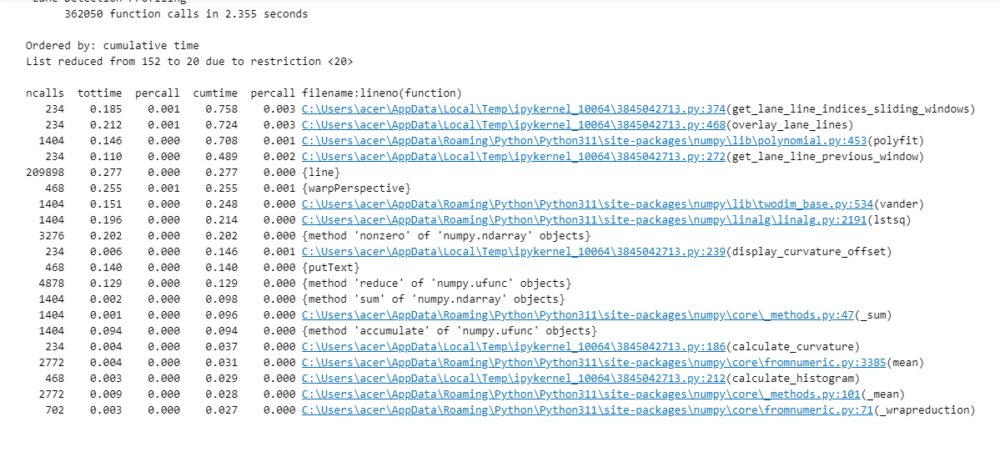 Lane Detection Profiling
362050 function calls in 2.355 seconds
Ordered by: cumulative time
List reduced from 152 to 20 due to restriction <20>
ncalls tottime percall cumtime percall filename:lineno(function)
234 0.185 0.001 0.758 0.003 C:\Users\acer\AppData\Local\Temp\ipykernel_10064\3845042713.py:374(get_lane_line_indices_sliding_windows)
234 0.212 0.001 0.724 0.003 C:\Users\acer\AppData\Local\Temp\ipykernel_10064\3845042713.py:468(overlay_lane_lines)
1404 0.146 0.000 0.708 0.001 C:\Users\acer\AppData\Roaming\Python\Python311\site-packages\numpy\lib\polynomial.py:453(polyfit)
234 0.110 0.000 0.489 0.002 C:\Users\acer\AppData\Local\Temp\ipykernel_10064\3845042713.py:272(get_lane_line_previous_window)
209898 0.277 0.000 0.277 0.000 {line}
468 0.255 0.001 0.255 0.001 {warpPerspective}
1404 0.151 0.000 0.248 0.000 C:\Users\acer\AppData\Roaming\Python\Python311\site-packages\numpy\lib\twodim_base.py:534(vander)
1404 0.196 0.000 0.214 0.000 C:\Users\acer\AppData\Roaming\Python\Python311\site-packages\numpy\linalg\linalg.py:2191(lstsq)
3276 0.202 0.000 0.202 0.000 {method 'nonzero' of 'numpy.ndarray' objects}
234 0.006 0.000 0.146 0.001 C:\Users\acer\AppData\Local\Temp\ipykernel_10064\3845042713.py:239(display_curvature_offset)
468 0.140 0.000 0.140 0.000 {putText}
4878 0.129 0.000 0.129 0.000 {method 'reduce' of 'numpy.ufunc' objects}
1404 0.002 0.000 0.098 0.000 {method 'sum' of 'numpy.ndarray' objects}
1404 0.001 0.000 0.096 0.000 C:\Users\acer\AppData\Roaming\Python\Python311\site-packages\numpy\core\_methods.py:47(_sum)
1404 0.094 0.000 0.094 0.000 {method 'accumulate' of 'numpy.ufunc' objects}
234 0.004 0.000 0.037 0.000 C:\Users\acer\AppData\Local\Temp\ipykernel_10064\3845042713.py:186(calculate_curvature)
2772 0.004 0.000 0.031 0.000 C:\Users\acer\AppData\Roaming\Python\Python311\site-packages\numpy\core\fromnumeric.py:3385(mean)
468 0.003 0.000 0.029 0.000 C:\Users\acer\AppData\Local\Temp\ipykernel_10064\3845042713.py:212(calculate_histogram)
2772 0.009 0.000 0.028 0.000 C:\Users\acer\AppData\Roaming\Python\Python311\site-packages\numpy\core\_methods.py:101(_mean)
702 0.003 0.000 0.027 0.000 C:\Users\acer\AppData\Roaming\Python\Python311\site-packages\numpy\core\fromnumeric.py:71(_wrapreduction)